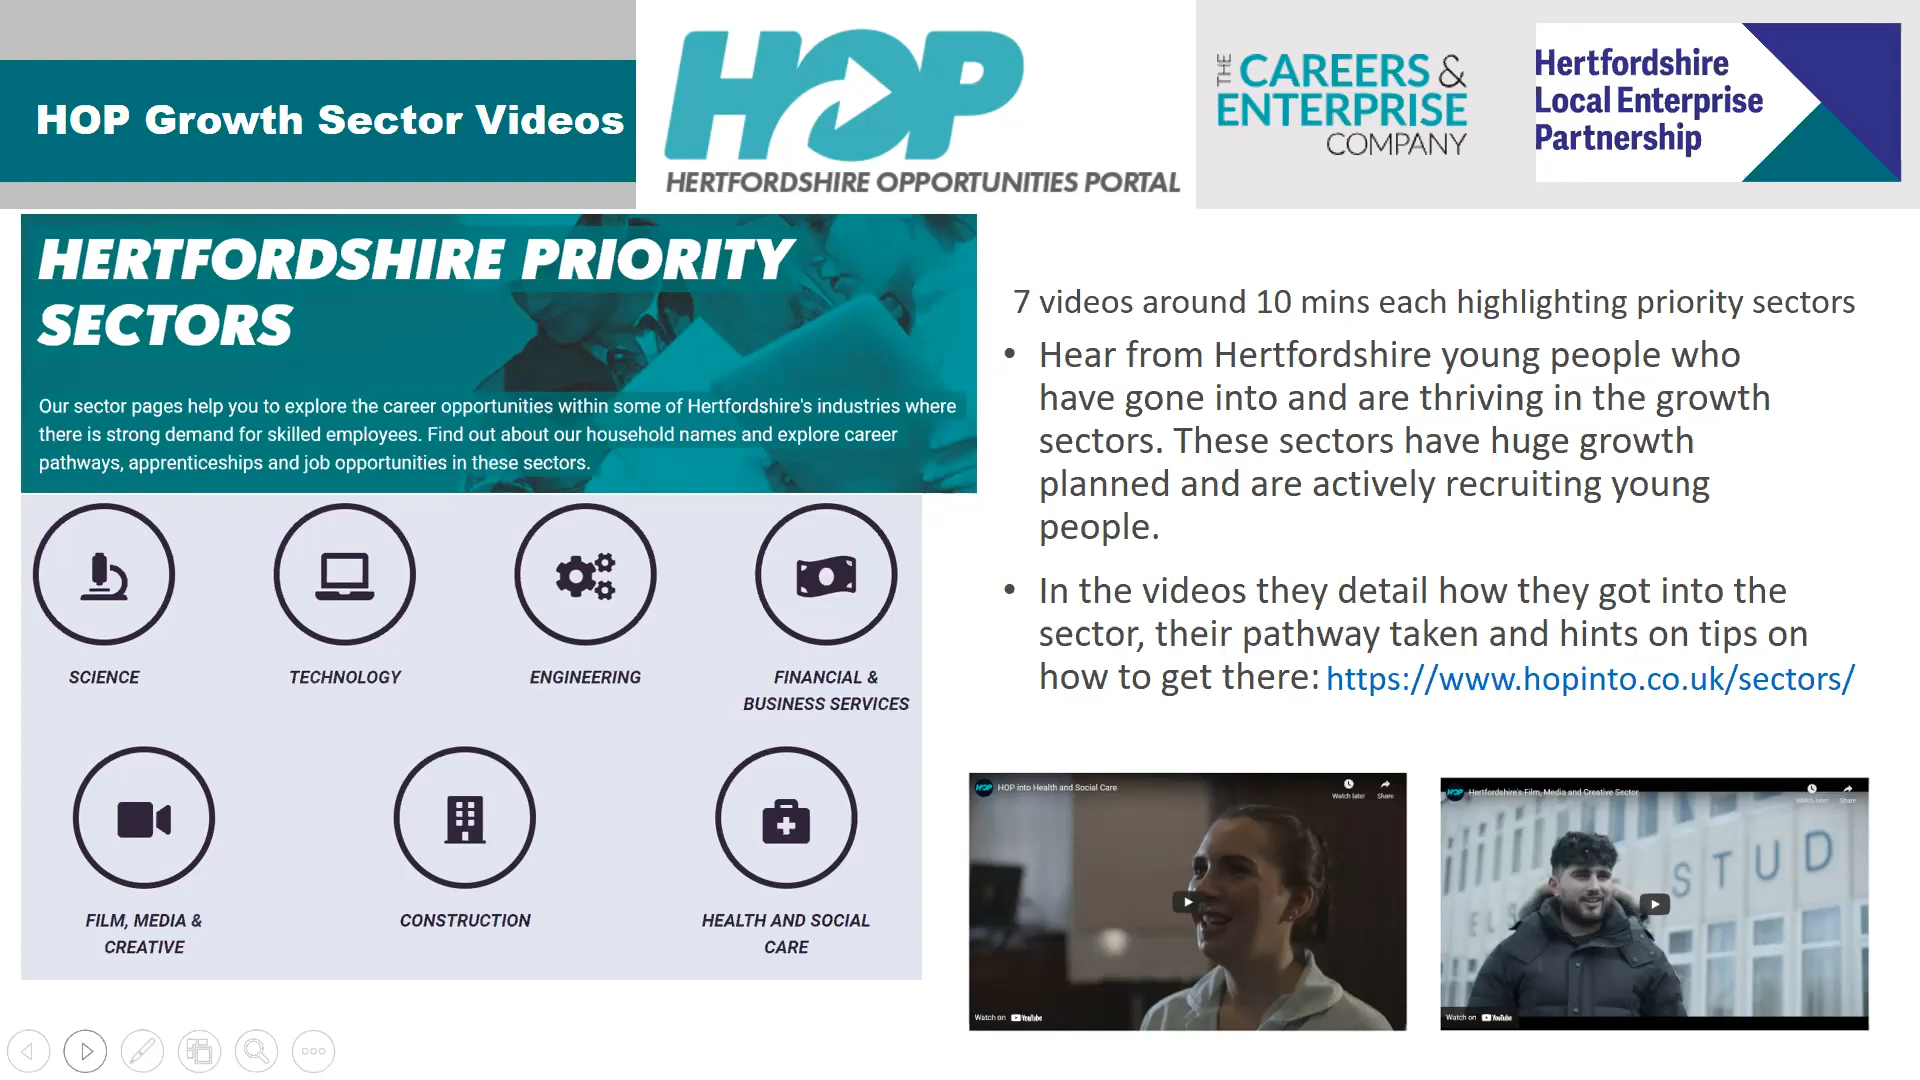 HOP Growth Sector Videos
HOP
HERTFORDSHIRE OPPORTUNITIES PORTAL
THE
CAREERS &
ENTERPRISE
COMPANY
Hertfordshire
Local Enterprise
Partnership
HERTFORDSHIRE PRIORITY
SECTORS
Our sector pages help you to explore the career opportunities within some of Hertfordshire's industries where
there is strong demand for skilled employees. Find out about our household names and explore career
pathways, apprenticeships and job opportunities in these sectors.
SCIENCE
TECHNOLOGY
ENGINEERING
FINANCIAL &
BUSINESS SERVICES
FILM, MEDIA &
CREATIVE
CONSTRUCTION
HEALTH AND SOCIAL
CARE
7 videos around 10 mins each highlighting priority sectors
• Hear from Hertfordshire young people who
have gone into and are thriving in the growth
sectors. These sectors have huge growth
planned and are actively recruiting young
people.
• In the videos they detail how they got into the
sector, their pathway taken and hints on tips on
how to get there: https://www.hopinto.co.uk/sectors/
HOP
HOP into Health and Social Care
Watch later
Share
Watch on YouTube
HOP
Hertfordshire's Film, Media and Creative Sector
Watch later
Share
STUD
ELS
Watch on YouTube